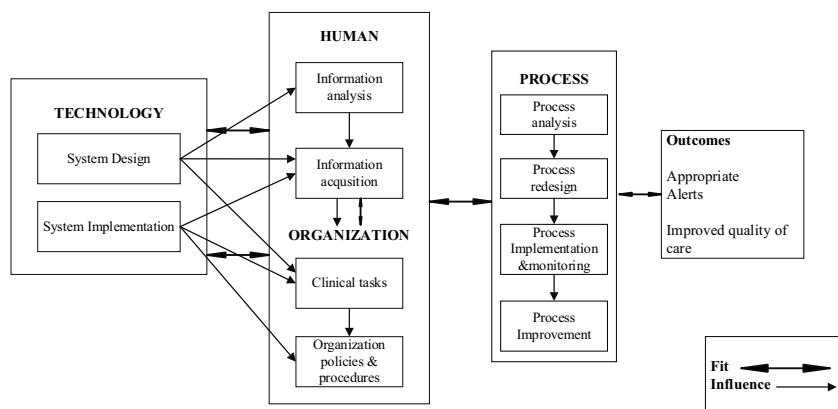 TECHNOLOGY
System Design
System Implementation
HUMAN
Information
analysis
Information
acqusition
ORGANIZATION
Clinical tasks
Organization
policies &
procedures
PROCESS
Process
analysis
Process
redesign
Process
Implementation
&monitoring
Process
Improvement
Outcomes
Appropriate
Alerts
Improved quality of
care
Fit
Influence